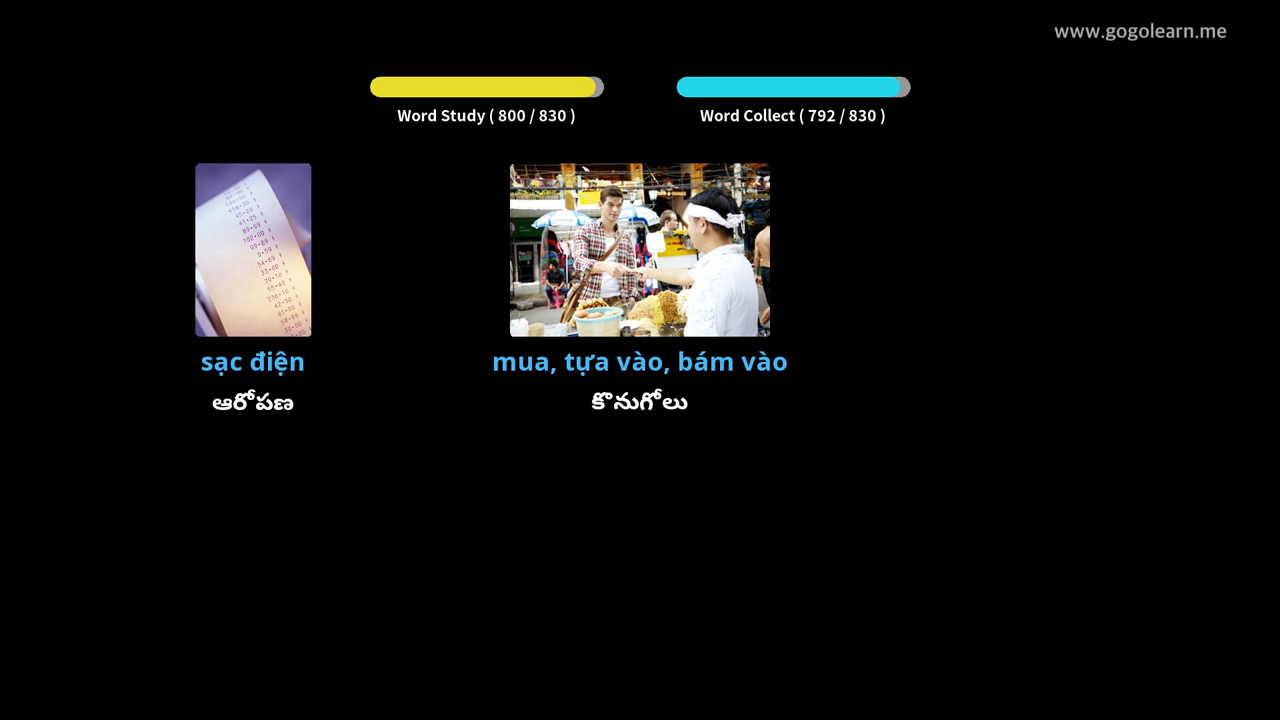 www.gogolearn.me
Word Study ( 800 / 830 )
Word Collect ( 792 / 830 )
sạc điện
ఆరోపణ
mua, tựa vào, bám vào
కొనుగోలు